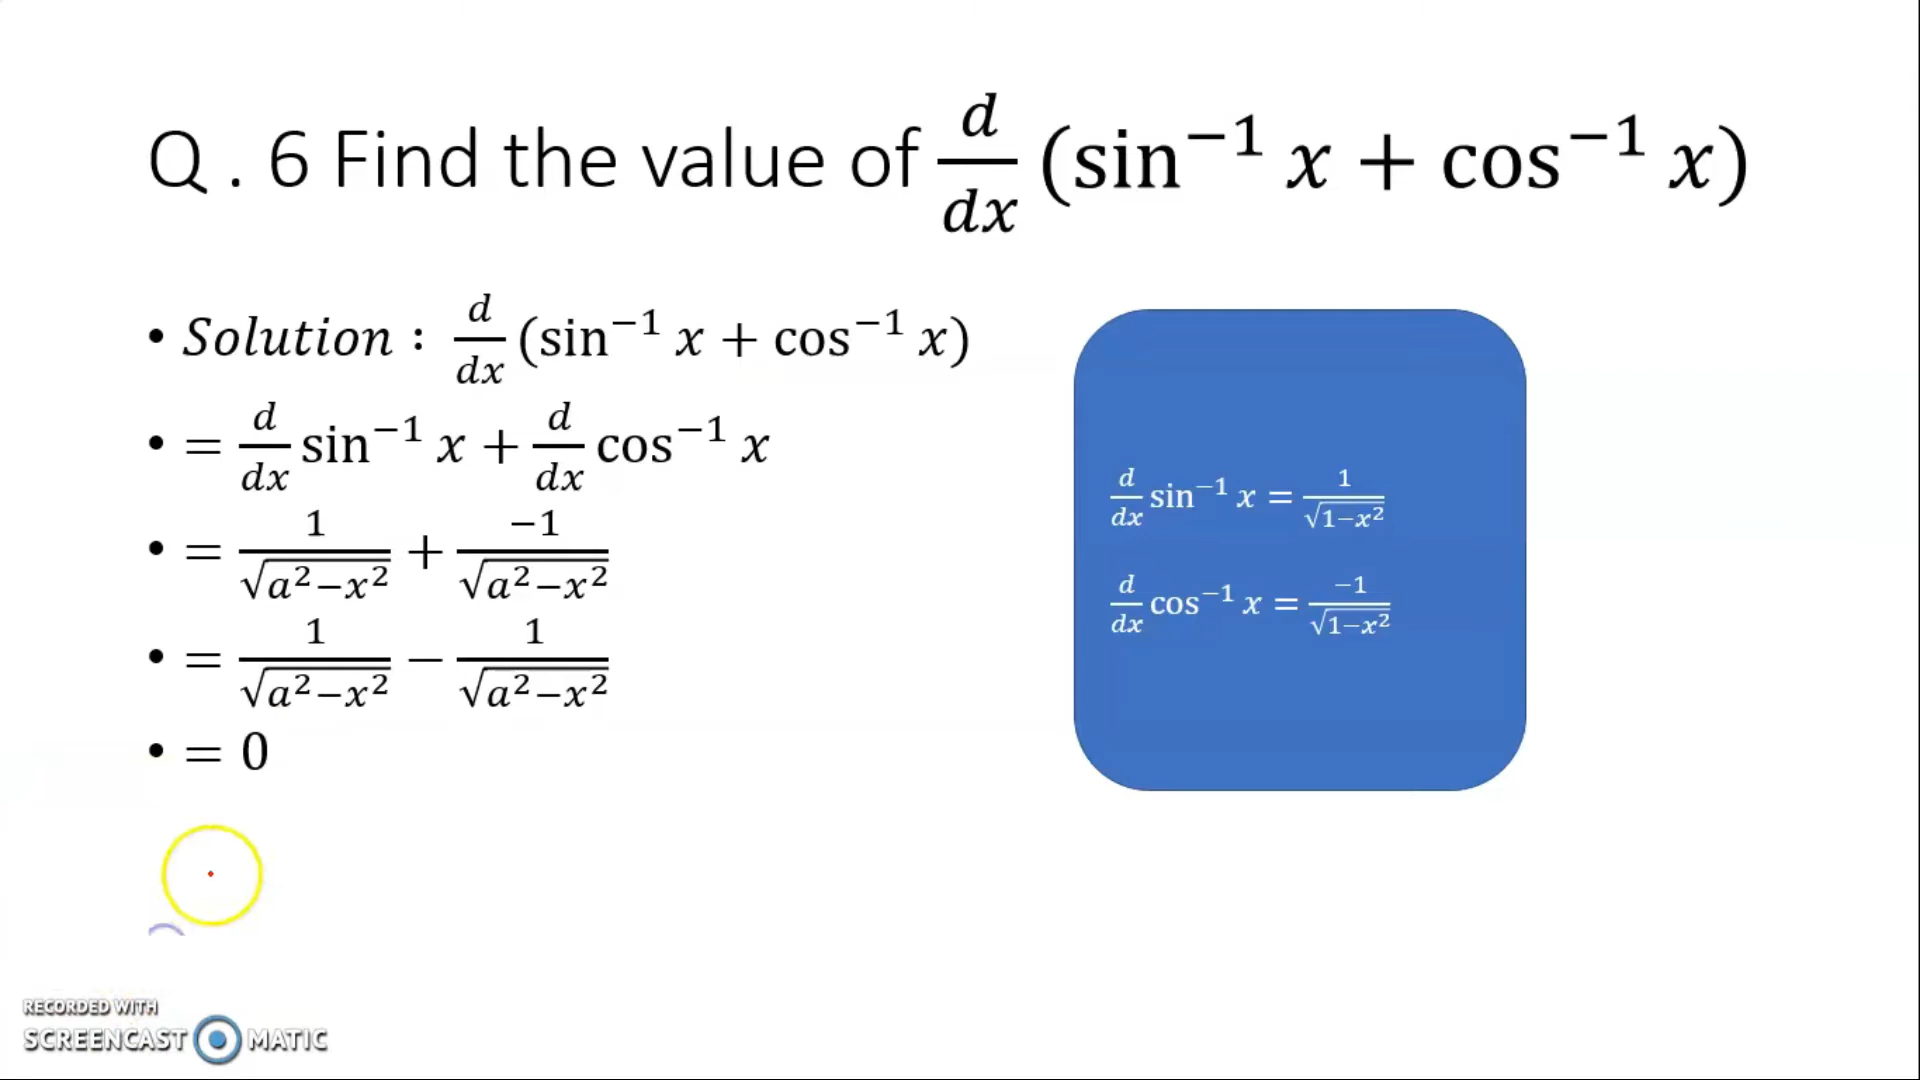 Q . 6 Find the value of d/dx (sin⁻¹ x + cos⁻¹ x)
• Solution : d/dx (sin⁻¹ x + cos⁻¹ x)
• = d/dx sin⁻¹ x + d/dx cos⁻¹ x
• = 1/√(a²−x²) + −1/√(a²−x²)
• = 1/√(a²−x²) − 1/√(a²−x²)
• = 0
d/dx sin⁻¹ x = 1/√(1−x²)
d/dx cos⁻¹ x = −1/√(1−x²)
RECORDED WITH
SCREENCAST MATIC